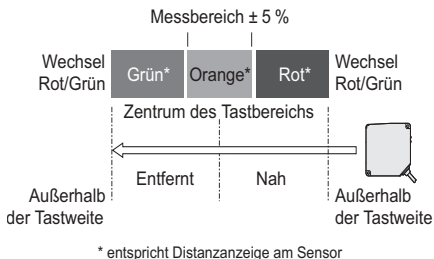 Messbereich ± 5 %
Wechsel
Rot/Grün
Grün*
Orange*
Rot*
Wechsel
Rot/Grün
Zentrum des Tastbereichs
Entfernt
Nah
Außerhalb
der Tastweite
Außerhalb
der Tastweite
* entspricht Distanzanzeige am Sensor